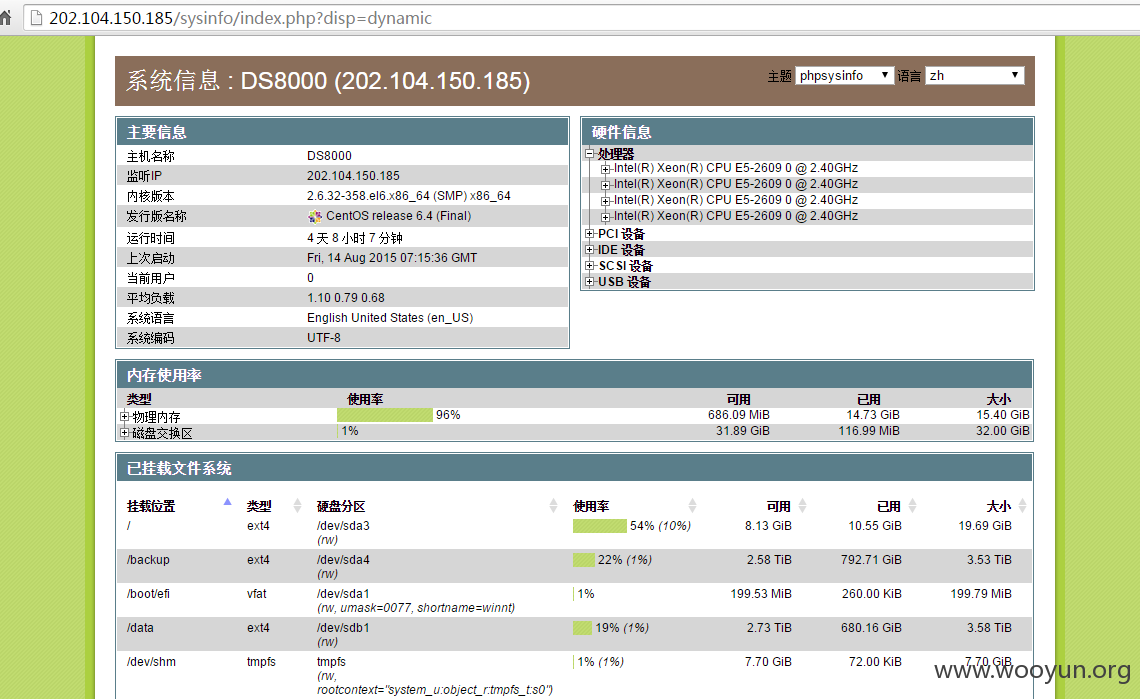 202.104.150.185/sysinfo/index.php?disp=dynamic
系统信息 : DS8000 (202.104.150.185)
主题 phpsysinfo 语言 zh
主要信息
主机名称 DS8000
监听IP 202.104.150.185
内核版本 2.6.32-358.el6.x86_64 (SMP) x86_64
发行版名称 CentOS release 6.4 (Final)
运行时间 4 天 8 小时 7 分钟
上次启动 Fri, 14 Aug 2015 07:15:36 GMT
当前用户 0
平均负载 1.10 0.79 0.68
系统语言 English United States (en_US)
系统编码 UTF-8
硬件信息
处理器
Intel(R) Xeon(R) CPU E5-2609 0 @ 2.40GHz
Intel(R) Xeon(R) CPU E5-2609 0 @ 2.40GHz
Intel(R) Xeon(R) CPU E5-2609 0 @ 2.40GHz
Intel(R) Xeon(R) CPU E5-2609 0 @ 2.40GHz
PCI 设备
IDE 设备
SCSI 设备
USB 设备
内存使用率
类型 使用率 可用 已用 大小
物理内存 96% 686.09 MiB 14.73 GiB 15.40 GiB
磁盘交换区 1% 31.89 GiB 116.99 MiB 32.00 GiB
已挂载文件系统
挂载位置 类型 硬盘分区 使用率 可用 已用 大小
/ ext4 /dev/sda3 54% (10%) 8.13 GiB 10.55 GiB 19.69 GiB
(rw)
/backup ext4 /dev/sda4 22% (1%) 2.58 TiB 792.71 GiB 3.53 TiB
(rw)
/boot/efi vfat /dev/sda1 1% 199.53 MiB 260.00 KiB 199.79 MiB
(rw, umask=0077, shortname=winnt)
/data ext4 /dev/sdb1 19% (1%) 2.73 TiB 680.16 GiB 3.58 TiB
(rw)
/dev/shm tmpfs tmpfs 1% (1%) 7.70 GiB 72.00 KiB 7.70 GiB
(rw,
rootcontext="system_u:object_r:tmpfs_t:s0")
www.wooyun.org